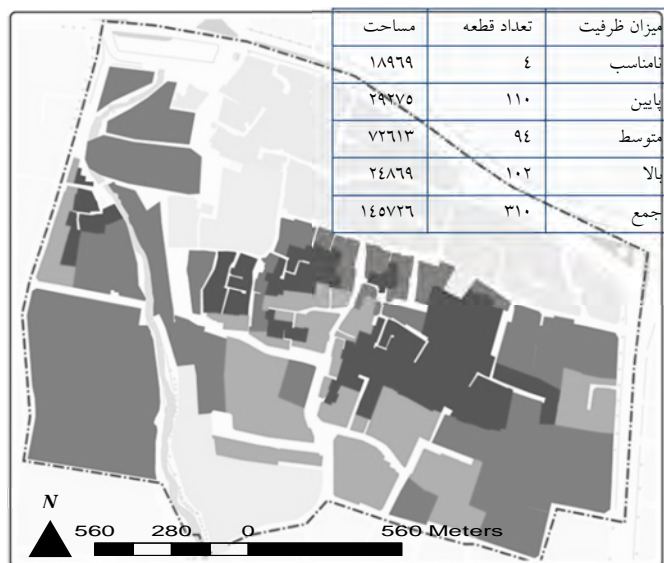 میزان ظرفیت تعداد قطعه مساحت
نامناسب ٤ ١٨٩٦٩
پایین ١١٠ ٢٩٢٧٥
متوسط ٩٤ ٧٢٦١٣
بالا ١٠٢ ٢٤٨٦٩
جمع ٣١٠ ١٤٥٧٢٦
N
560 280 0 560 Meters